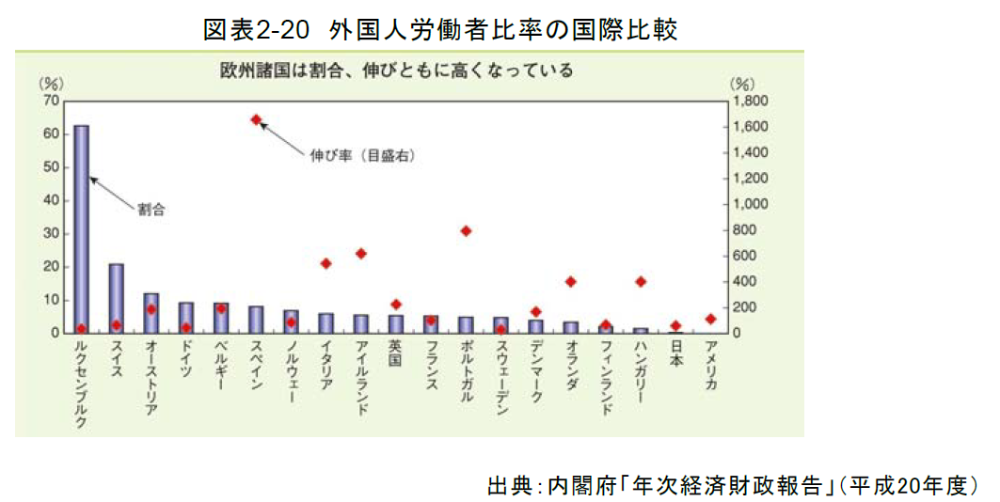 図表2-20 外国人労働者比率の国際比較
欧州諸国は割合、伸びともに高くなっている
(%)
(%)
70
60
50
40
30
20
10
0
1,800
1,600
1,400
1,200
1,000
800
600
400
200
0
伸び率（目盛右）
割合
ルクセンブルク
スイス
オーストリア
ドイツ
ベルギー
スペイン
ノルウェー
イタリア
アイルランド
英国
フランス
ポルトガル
スウェーデン
デンマーク
オランダ
フィンランド
ハンガリー
日本
アメリカ
出典：内閣府「年次経済財政報告」（平成20年度）